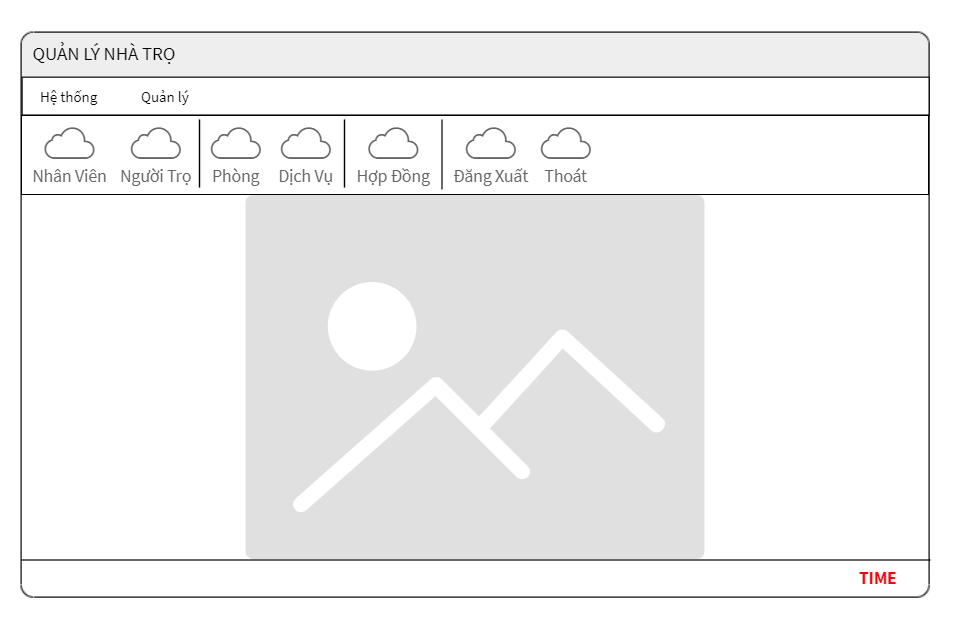 QUẢN LÝ NHÀ TRỌ
Hệ thống Quản lý
Nhân Viên Người Trọ Phòng Dịch Vụ Hợp Đồng Đăng Xuất Thoát
TIME